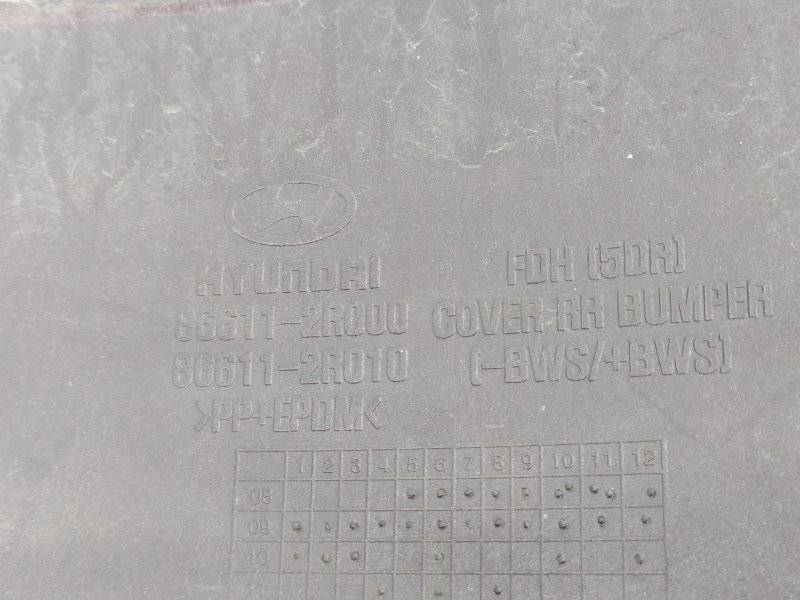 HYUNDAI
86611-2R000
86611-2R010
>PP+EPDM<
FDH (5DR)
COVER RR BUMPER
(-BWS/+BWS)
1 2 3 4 5 6 7 8 9 10 11 12
08
09
10
11